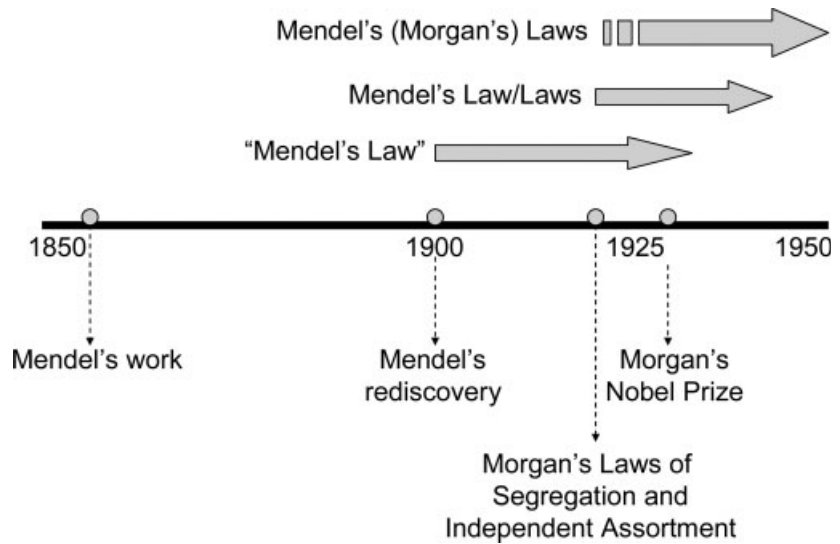 Mendel’s (Morgan’s) Laws
Mendel’s Law/Laws
“Mendel’s Law”
1850 1900 1925 1950
Mendel’s work
Mendel’s
rediscovery
Morgan’s
Nobel Prize
Morgan’s Laws of
Segregation and
Independent Assortment